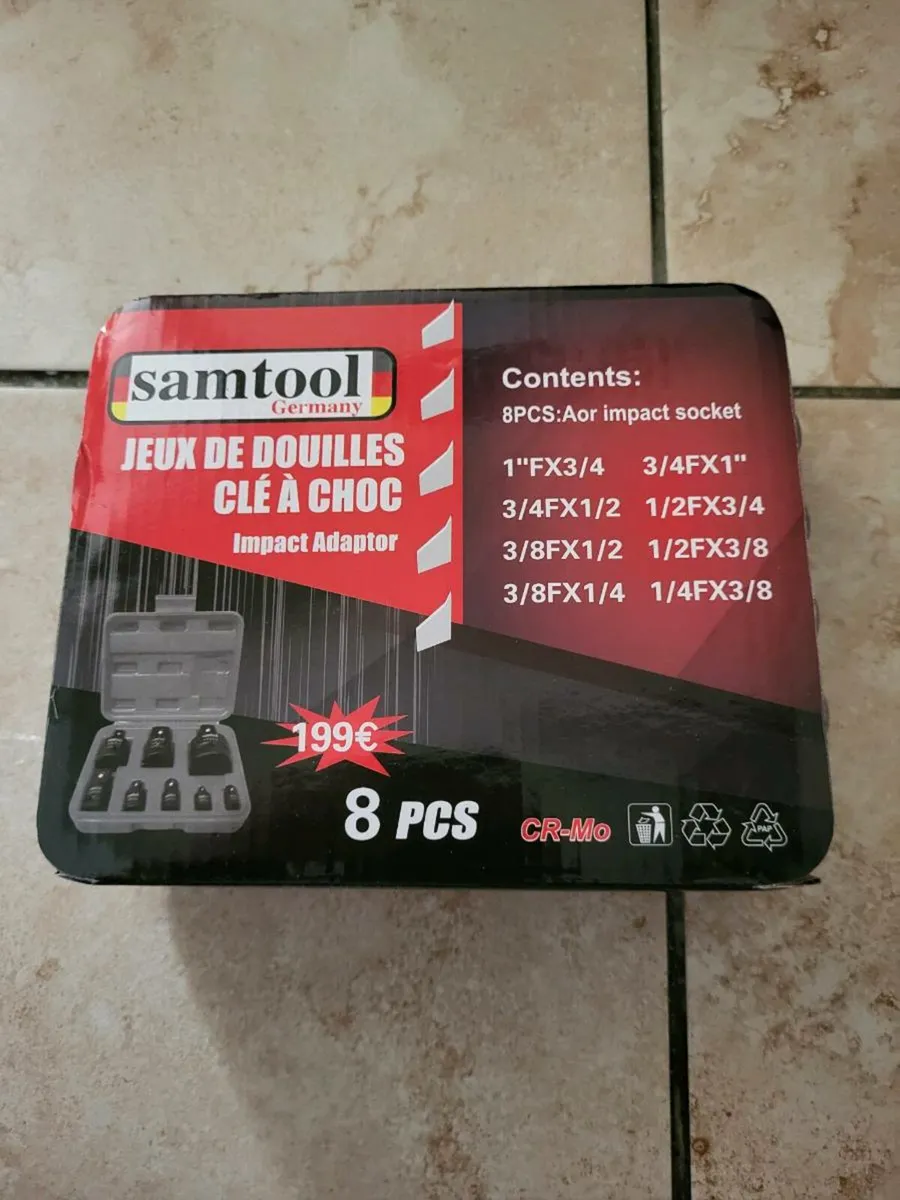 samtool
Germany
JEUX DE DOUILLES
CLÉ À CHOC
Impact Adaptor
199€
8 PCS
Contents:
8PCS:Aor impact socket
1"FX3/4 3/4FX1"
3/4FX1/2 1/2FX3/4
3/8FX1/2 1/2FX3/8
3/8FX1/4 1/4FX3/8
CR-Mo
PAP